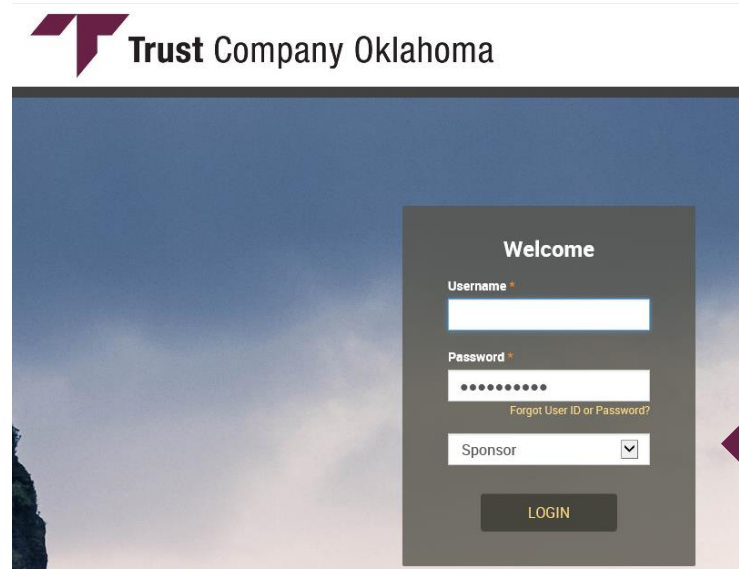 Trust Company Oklahoma
Welcome
Username *
Password *
●●●●●●●●●●
Forgot User ID or Password?
Sponsor
LOGIN